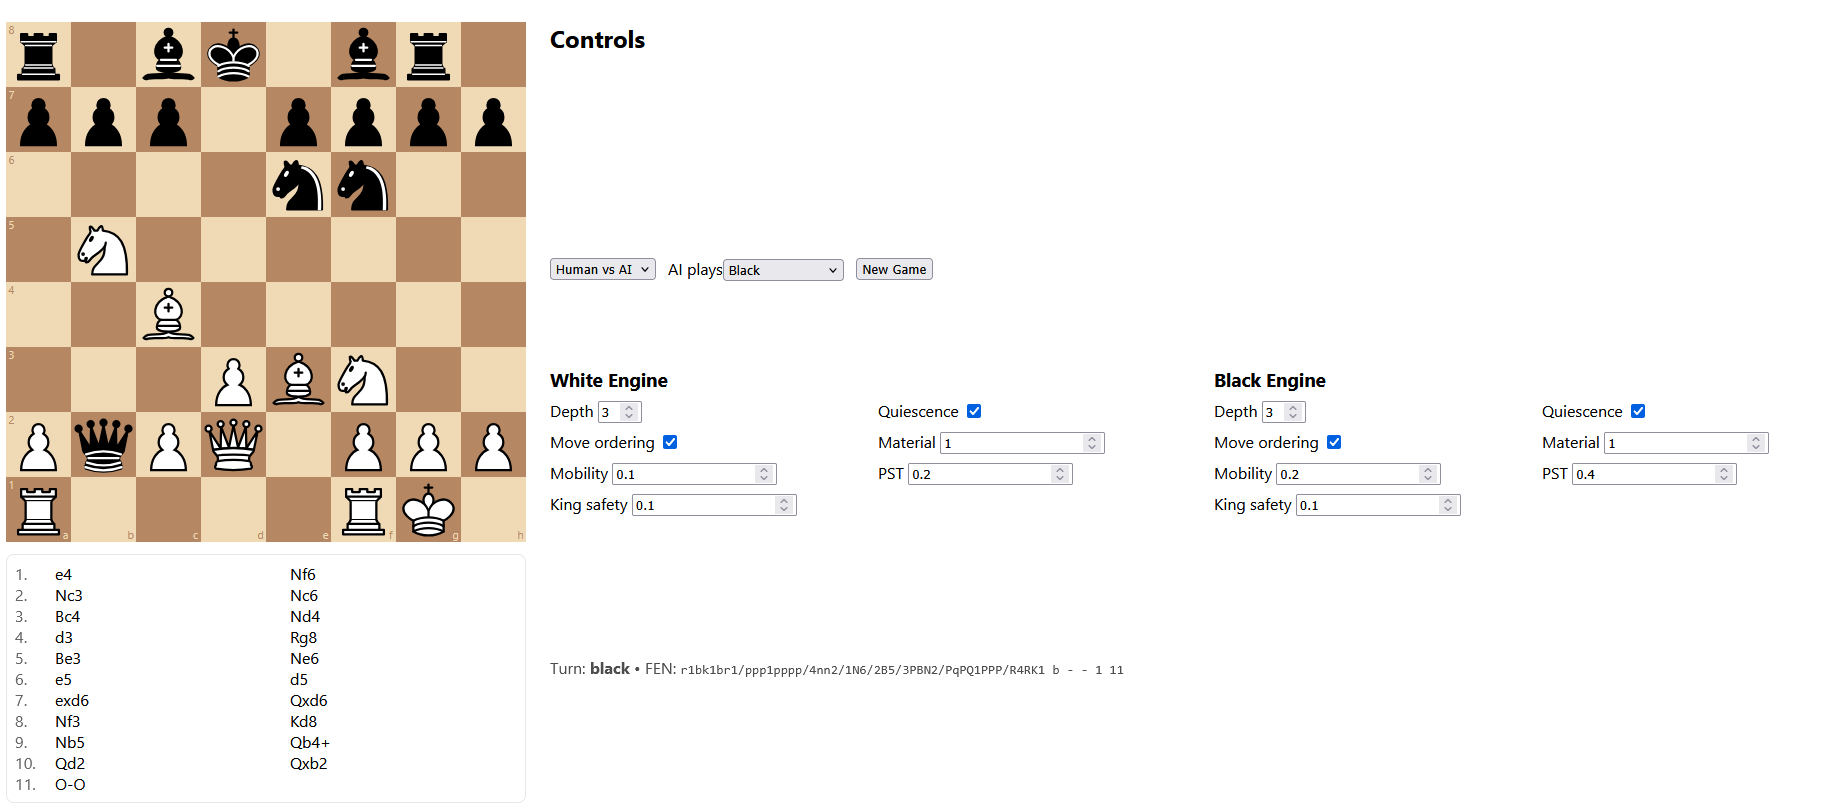 Controls
8
7
6
5
4
3
2
1
a b c d e f g h
Human vs AI AI plays Black New Game
White Engine
Depth 3 Quiescence
Move ordering Material 1
Mobility 0.1 PST 0.2
King safety 0.1
Black Engine
Depth 3 Quiescence
Move ordering Material 1
Mobility 0.2 PST 0.4
King safety 0.1
1. e4 Nf6
2. Nc3 Nc6
3. Bc4 Nd4
4. d3 Rg8
5. Be3 Ne6
6. e5 d5
7. exd6 Qxd6
8. Nf3 Kd8
9. Nb5 Qb4+
10. Qd2 Qxb2
11. O-O
Turn: black • FEN: r1bk1br1/ppp1pppp/4nn2/1N6/2B5/3PBN2/PqPQ1PPP/R4RK1 b - - 1 11